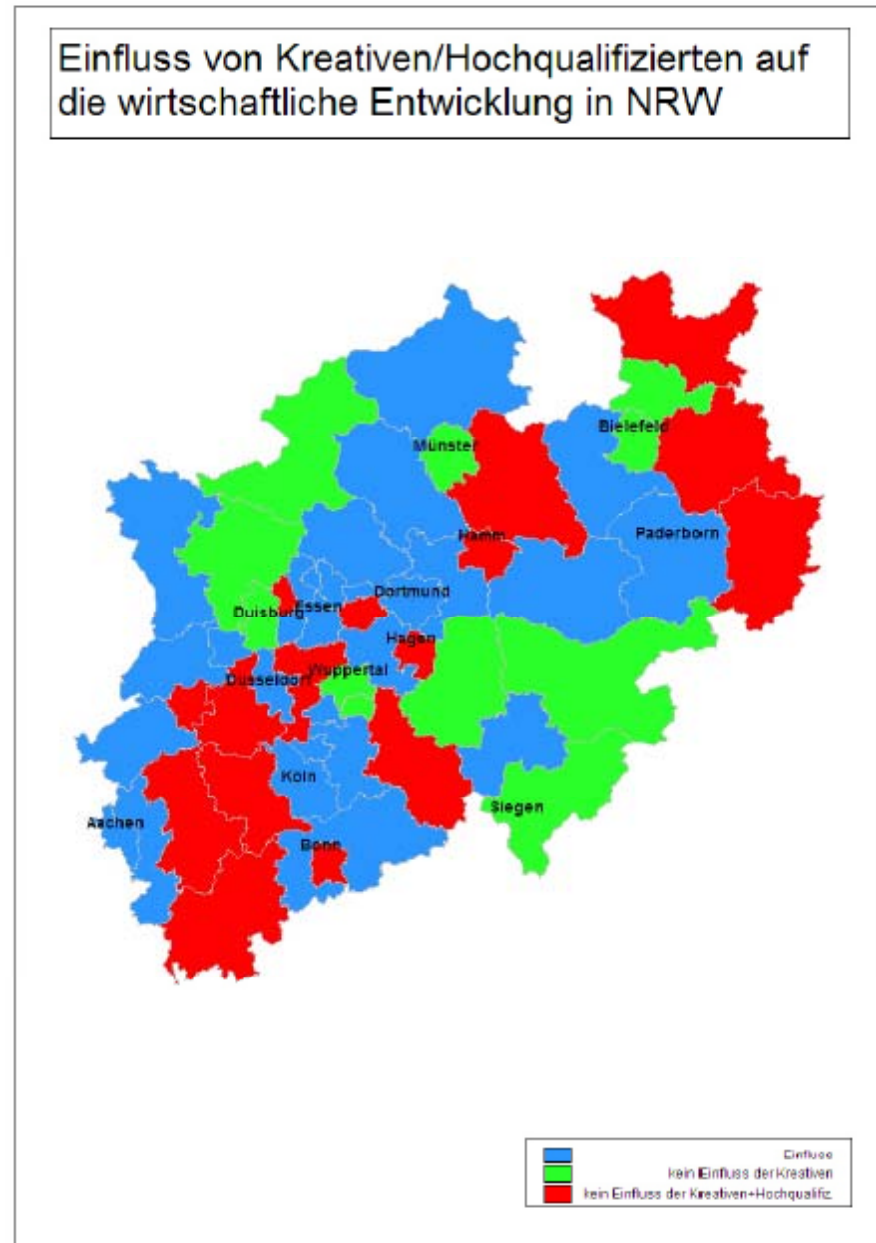 Einfluss von Kreativen/Hochqualifizierten auf
die wirtschaftliche Entwicklung in NRW
Bielefeld
Münster
Hamm
Paderborn
Dortmund
Essen
Duisburg
Hagen
Wuppertal
Düsseldorf
Köln
Siegen
Aachen
Bonn
Einfluss
kein Einfluss der Kreativen
kein Einfluss der Kreativen+Hochqualifiz.